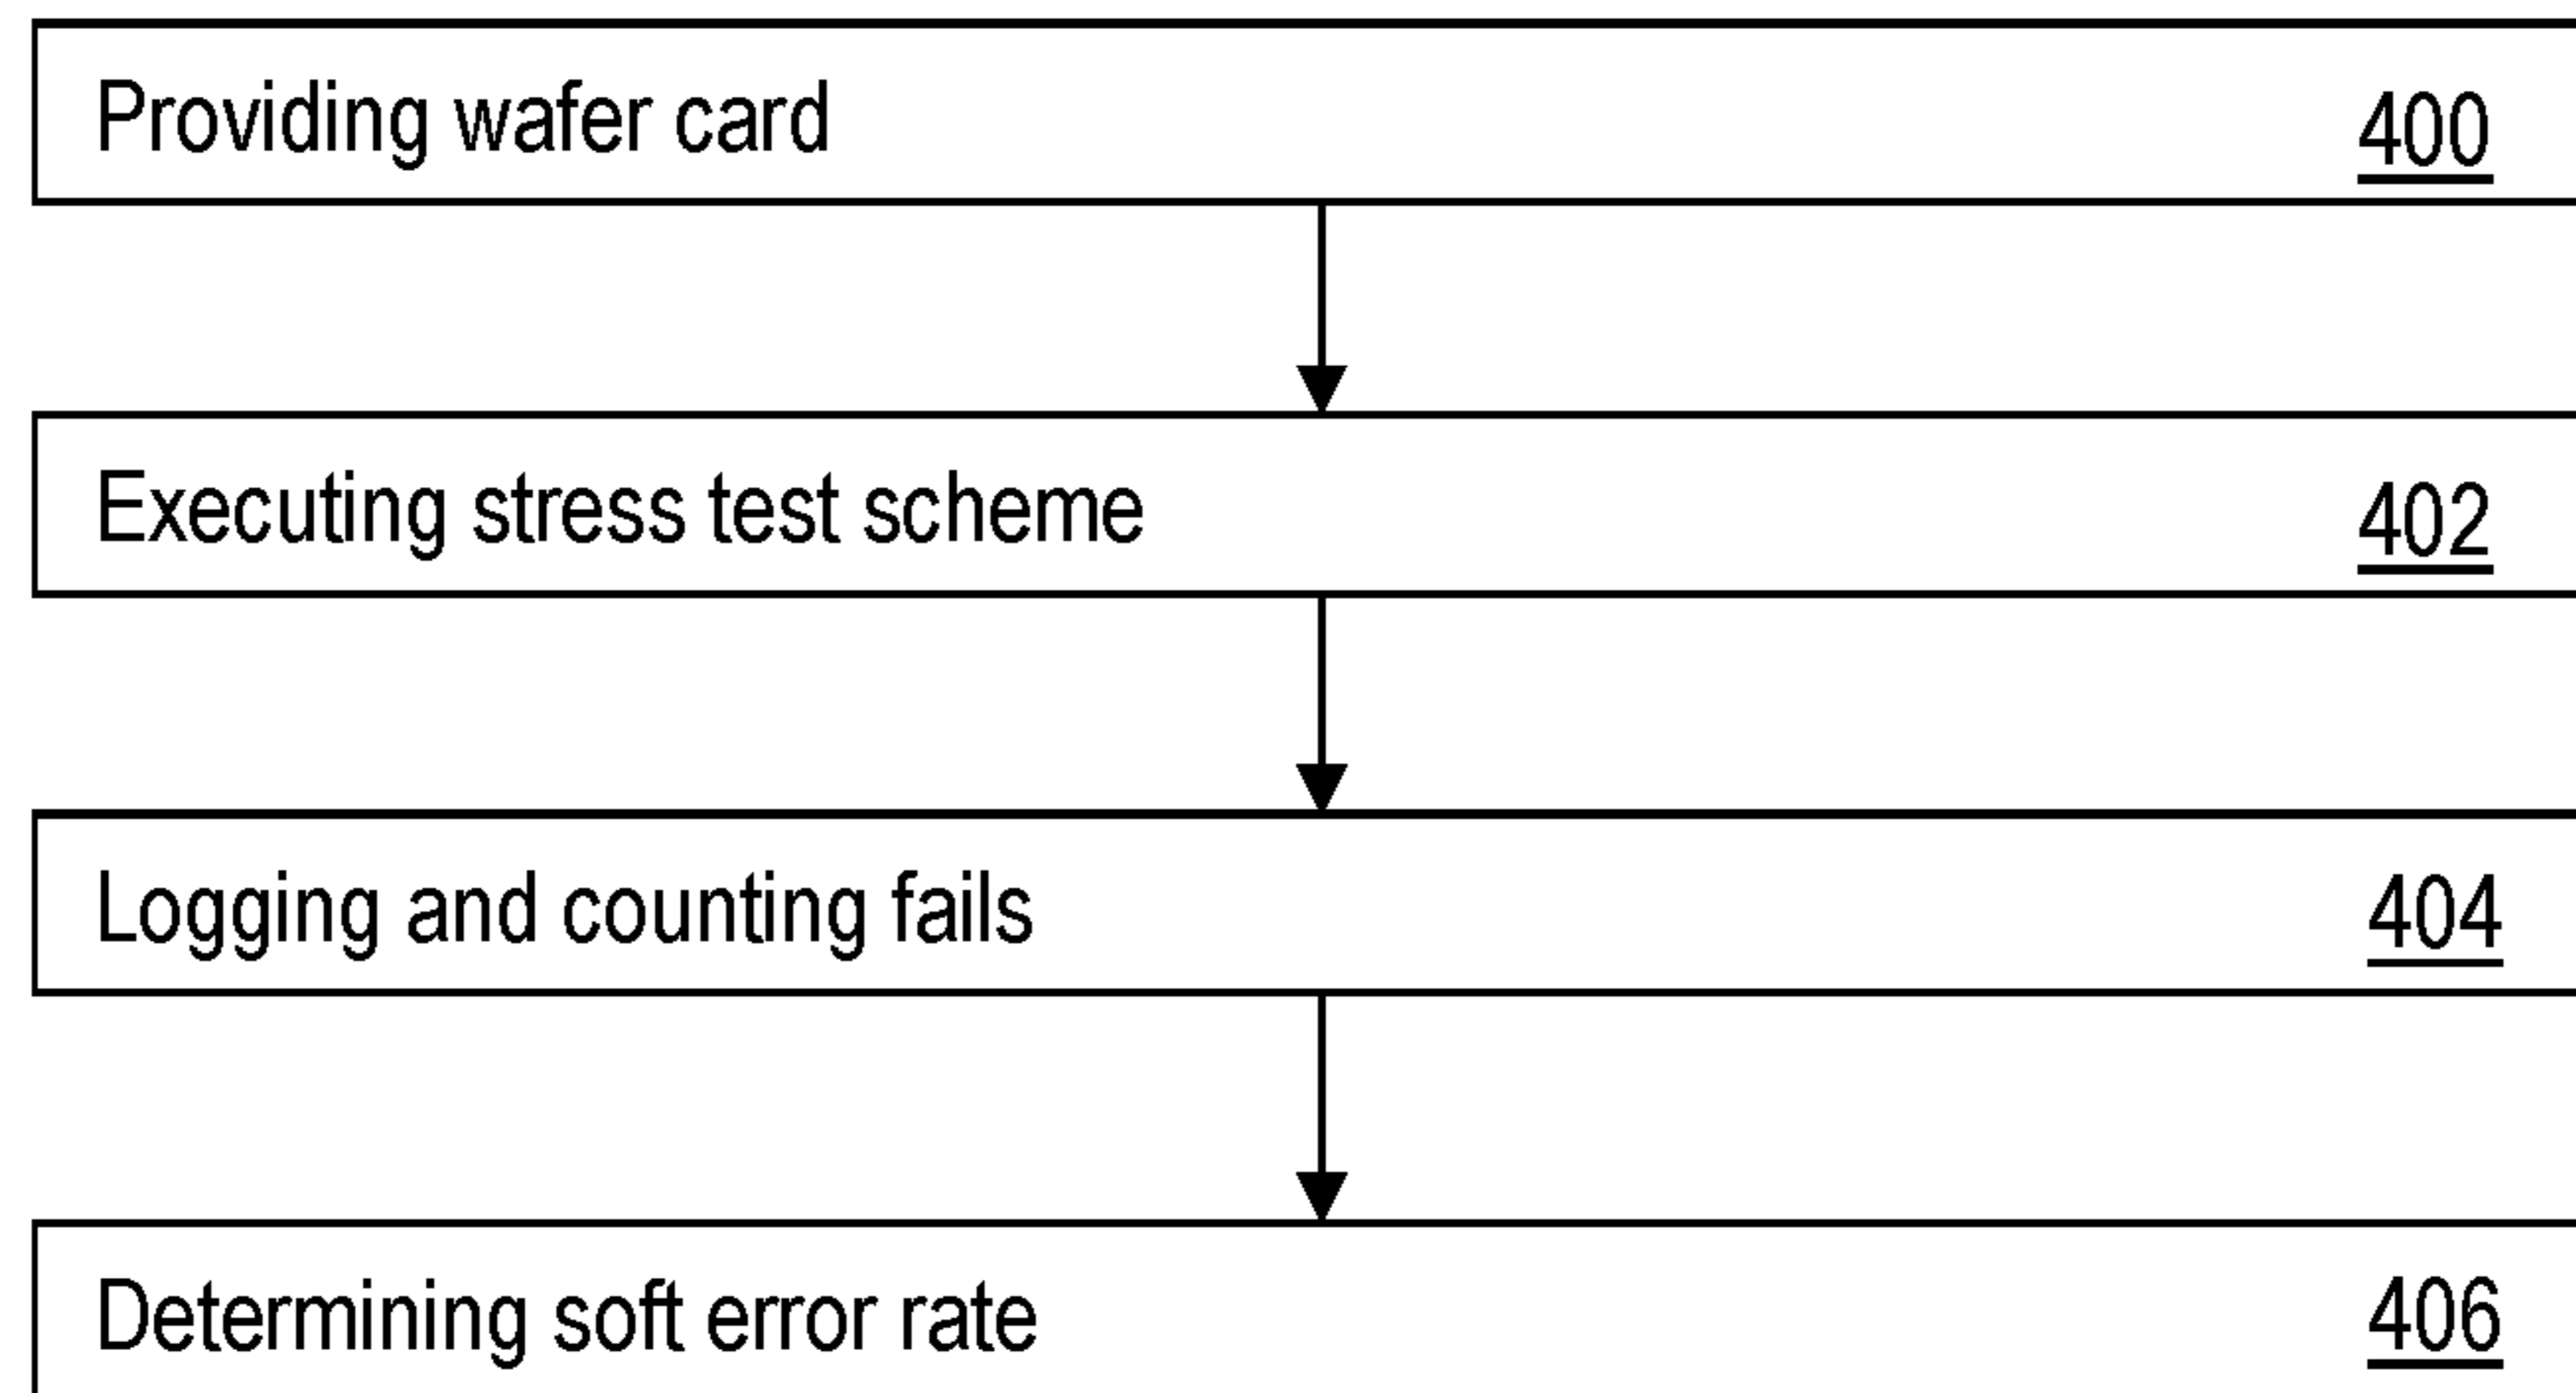 Providing wafer card 400
Executing stress test scheme 402
Logging and counting fails 404
Determining soft error rate 406